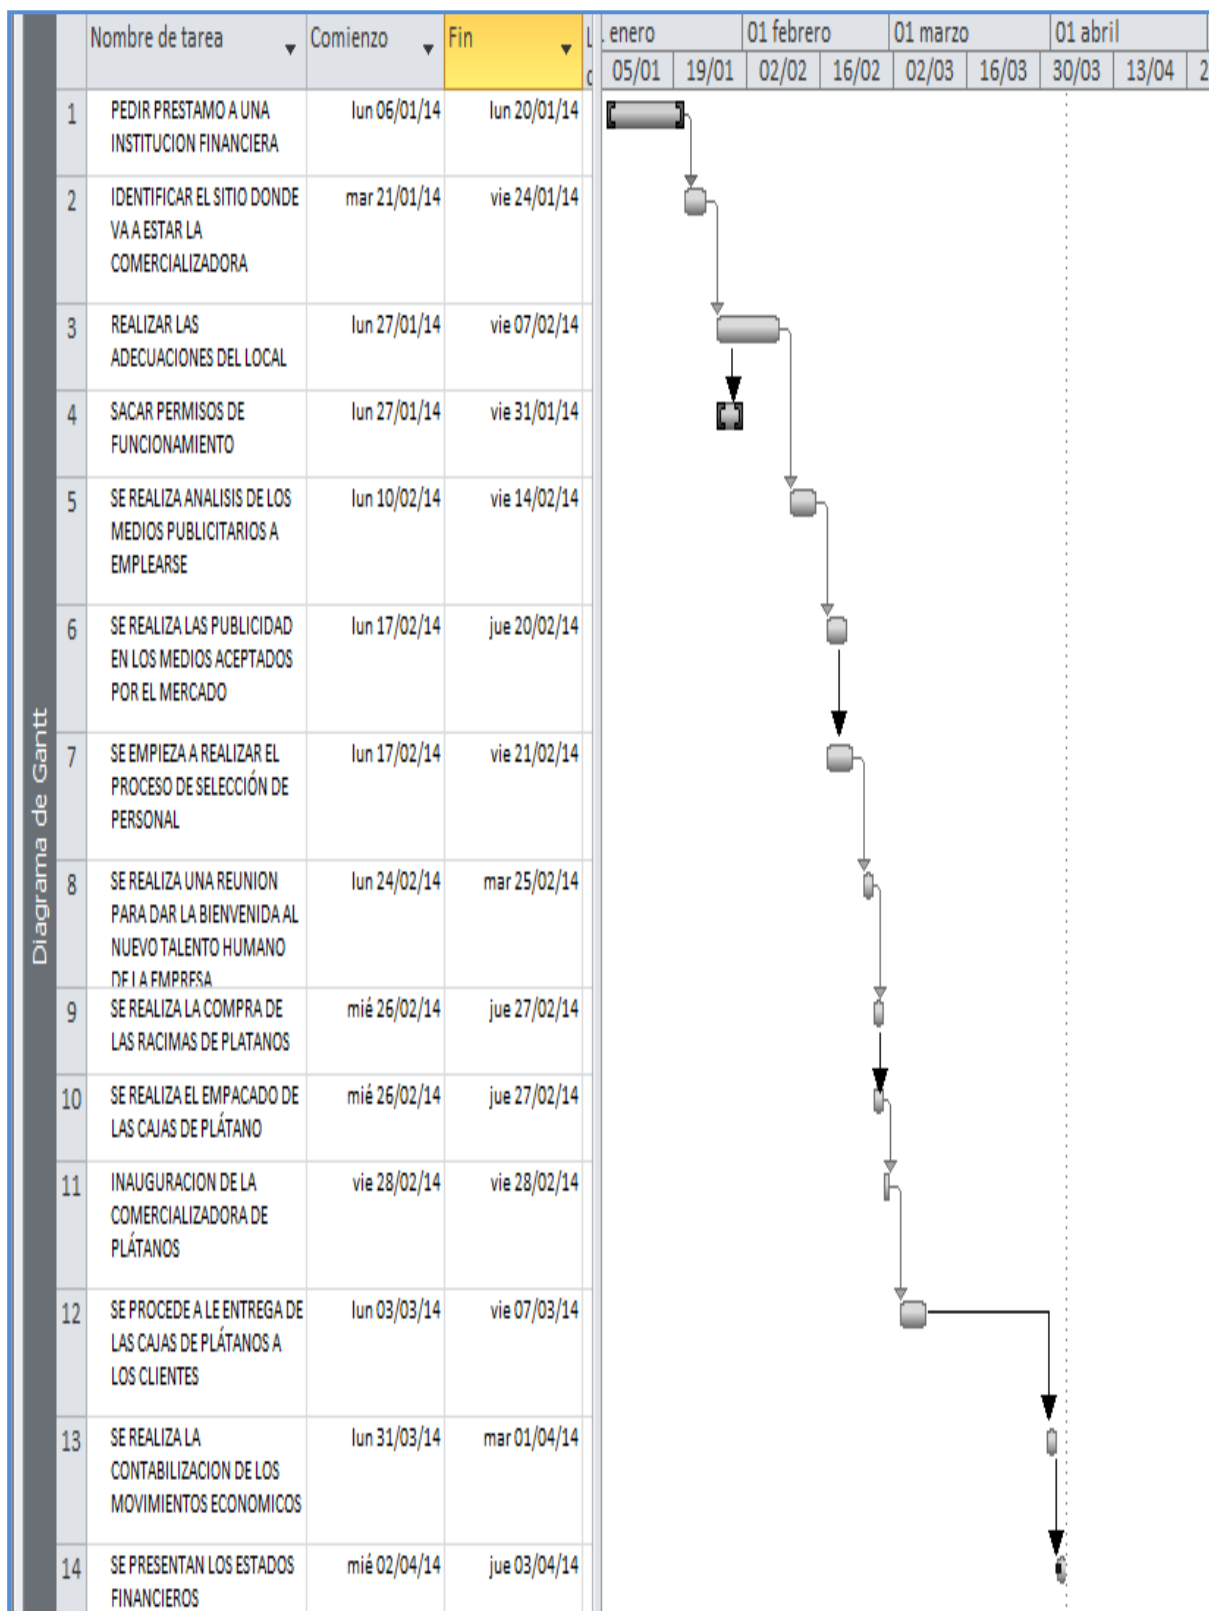 Nombre de tarea Comienzo Fin enero 01 febrero 01 marzo 01 abril
05/01 19/01 02/02 16/02 02/03 16/03 30/03 13/04 2
1 PEDIR PRESTAMO A UNA lun 06/01/14 lun 20/01/14
INSTITUCION FINANCIERA
2 IDENTIFICAR EL SITIO DONDE mar 21/01/14 vie 24/01/14
VA A ESTAR LA
COMERCIALIZADORA
3 REALIZAR LAS lun 27/01/14 vie 07/02/14
ADECUACIONES DEL LOCAL
4 SACAR PERMISOS DE lun 27/01/14 vie 31/01/14
FUNCIONAMIENTO
5 SE REALIZA ANALISIS DE LOS lun 10/02/14 vie 14/02/14
MEDIOS PUBLICITARIOS A
EMPLEARSE
6 SE REALIZA LAS PUBLICIDAD lun 17/02/14 jue 20/02/14
EN LOS MEDIOS ACEPTADOS
POR EL MERCADO
7 SE EMPIEZA A REALIZAR EL lun 17/02/14 vie 21/02/14
PROCESO DE SELECCIÓN DE
PERSONAL
8 SE REALIZA UNA REUNION lun 24/02/14 mar 25/02/14
PARA DAR LA BIENVENIDA AL
NUEVO TALENTO HUMANO
DE LA EMPRESA
9 SE REALIZA LA COMPRA DE mié 26/02/14 jue 27/02/14
LAS RACIMAS DE PLATANOS
10 SE REALIZA EL EMPACADO DE mié 26/02/14 jue 27/02/14
LAS CAJAS DE PLÁTANO
11 INAUGURACION DE LA vie 28/02/14 vie 28/02/14
COMERCIALIZADORA DE
PLÁTANOS
12 SE PROCEDE A LE ENTREGA DE lun 03/03/14 vie 07/03/14
LAS CAJAS DE PLÁTANOS A
LOS CLIENTES
13 SE REALIZA LA lun 31/03/14 mar 01/04/14
CONTABILIZACION DE LOS
MOVIMIENTOS ECONOMICOS
14 SE PRESENTAN LOS ESTADOS mié 02/04/14 jue 03/04/14
FINANCIEROS
Diagrama de Gantt